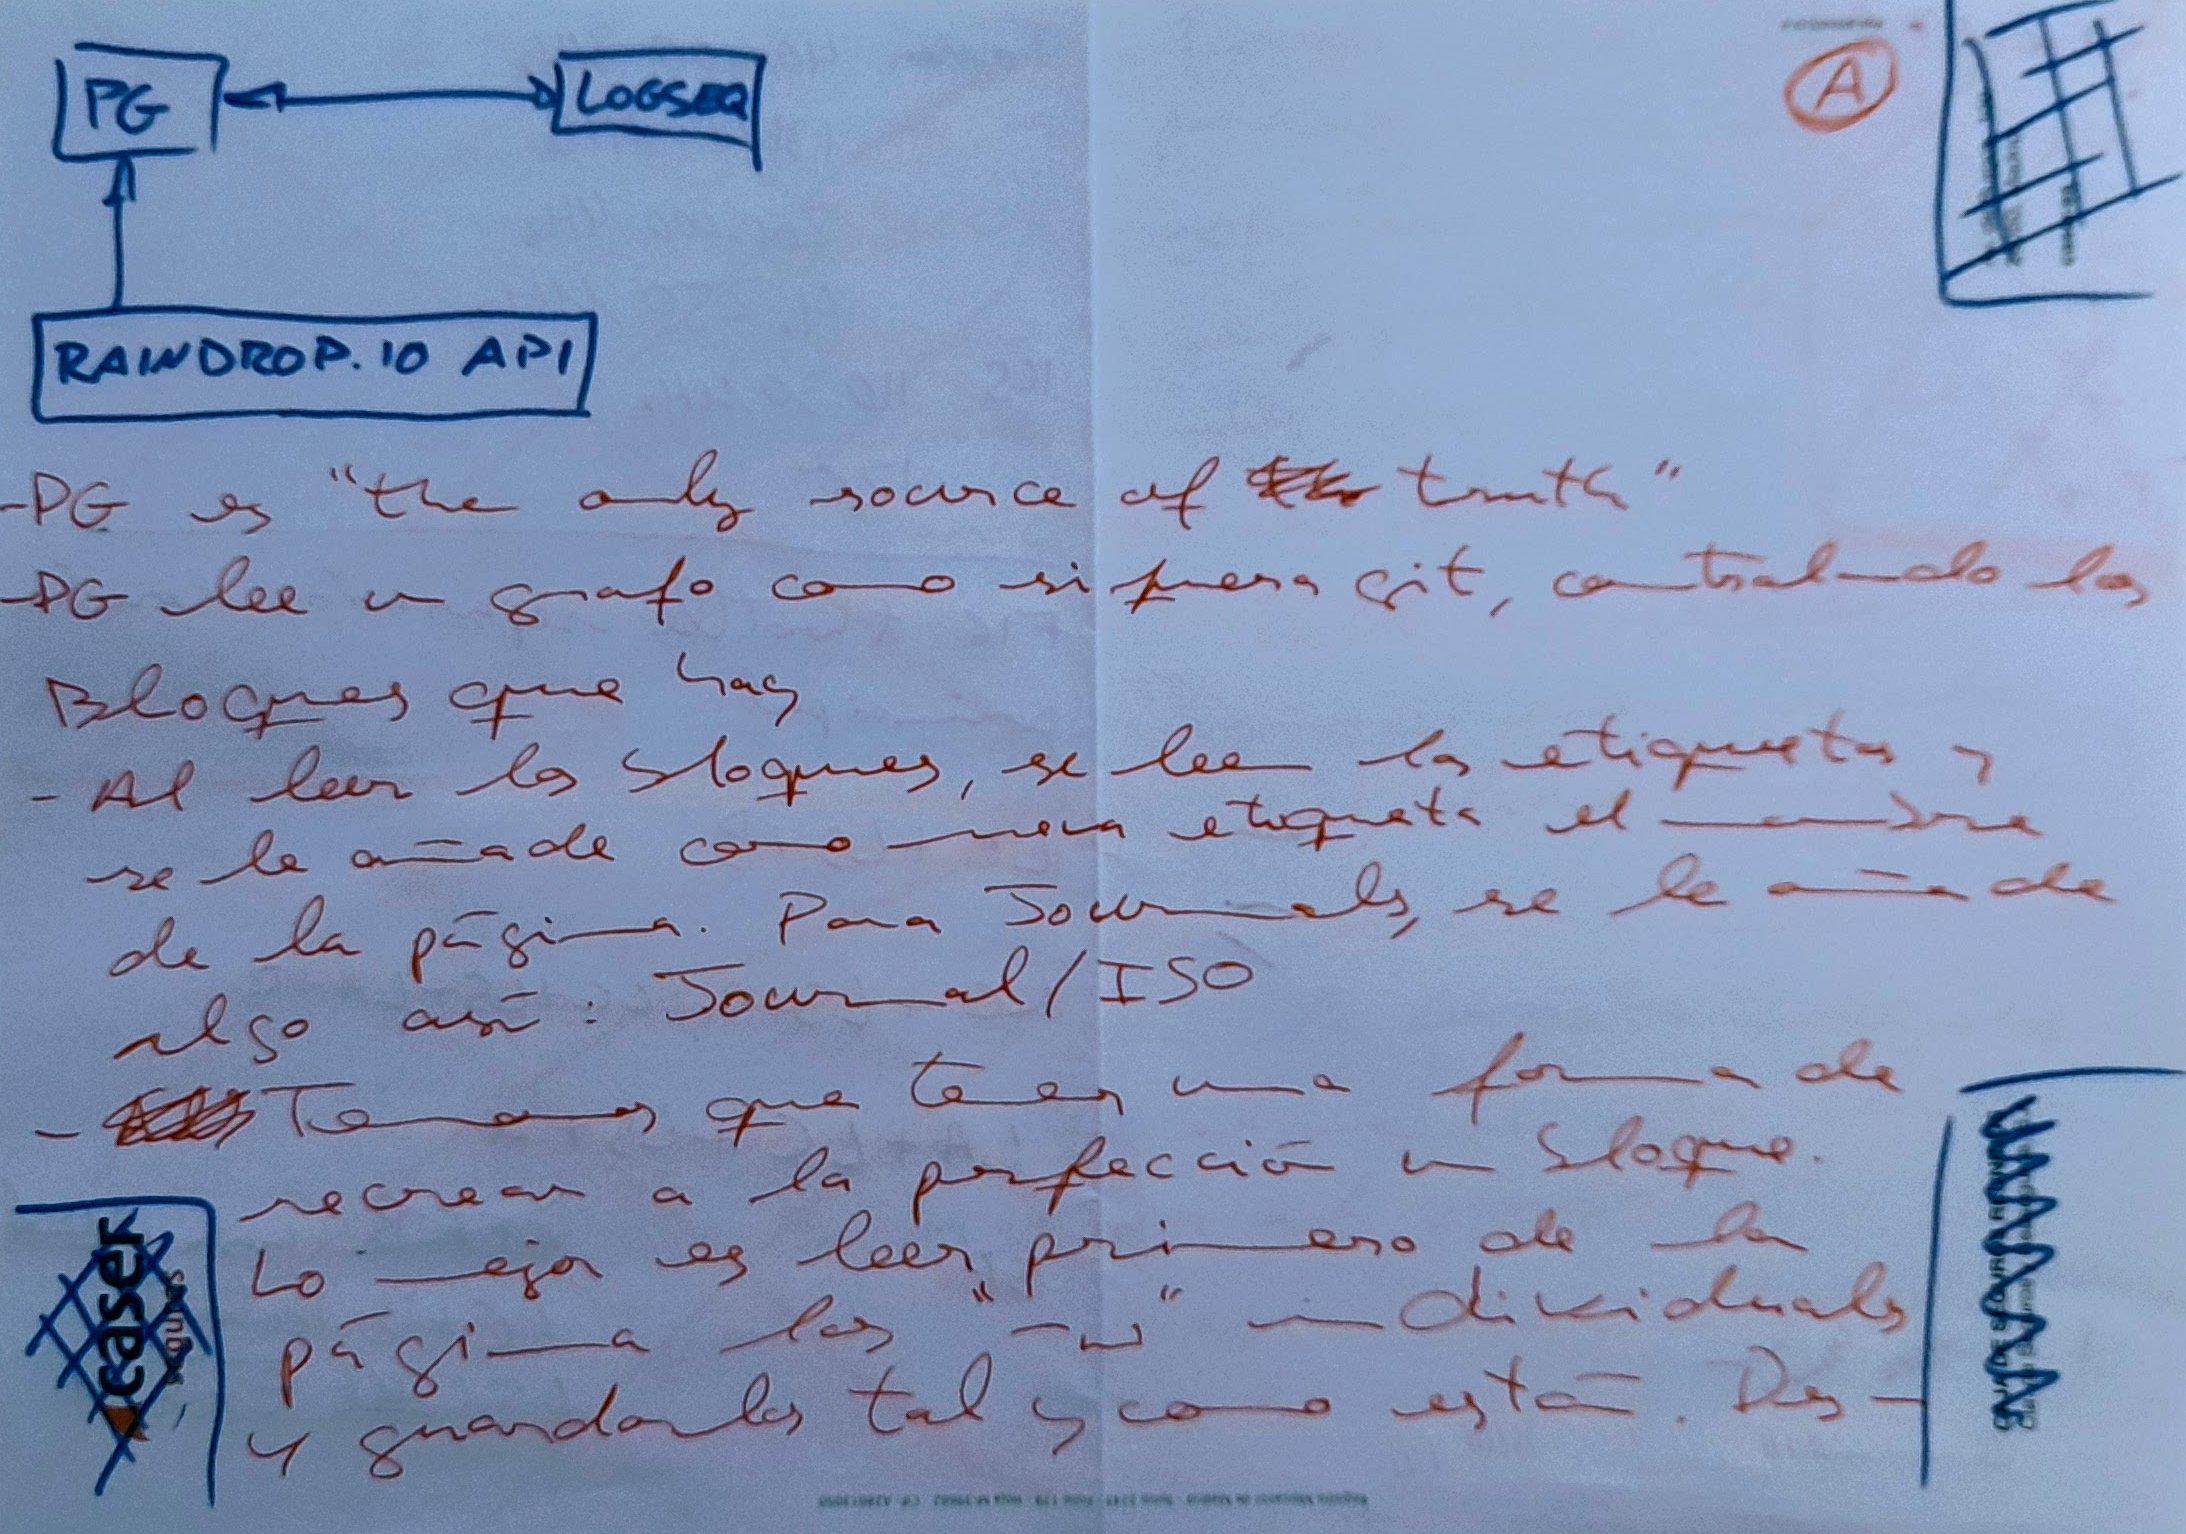 PG
LOGSEQ
A
RAINDROP.IO API
-PG es "the only source of truth"
-PG lee un grafo como si fuera git, controlando los
Bloques que hay
- Al leer los bloques, se leen las etiquetas y
se le añade como nueva etiqueta el nombre
de la página. Para Journals, se le añade
algo así: Journal/ISO
- Tenemos que tener una forma de
recrear a la perfección un bloque.
Lo mejor es leer primero de la
página los "-\n" individuals
y guardarlos tal y como están. Des-
caser
seguros